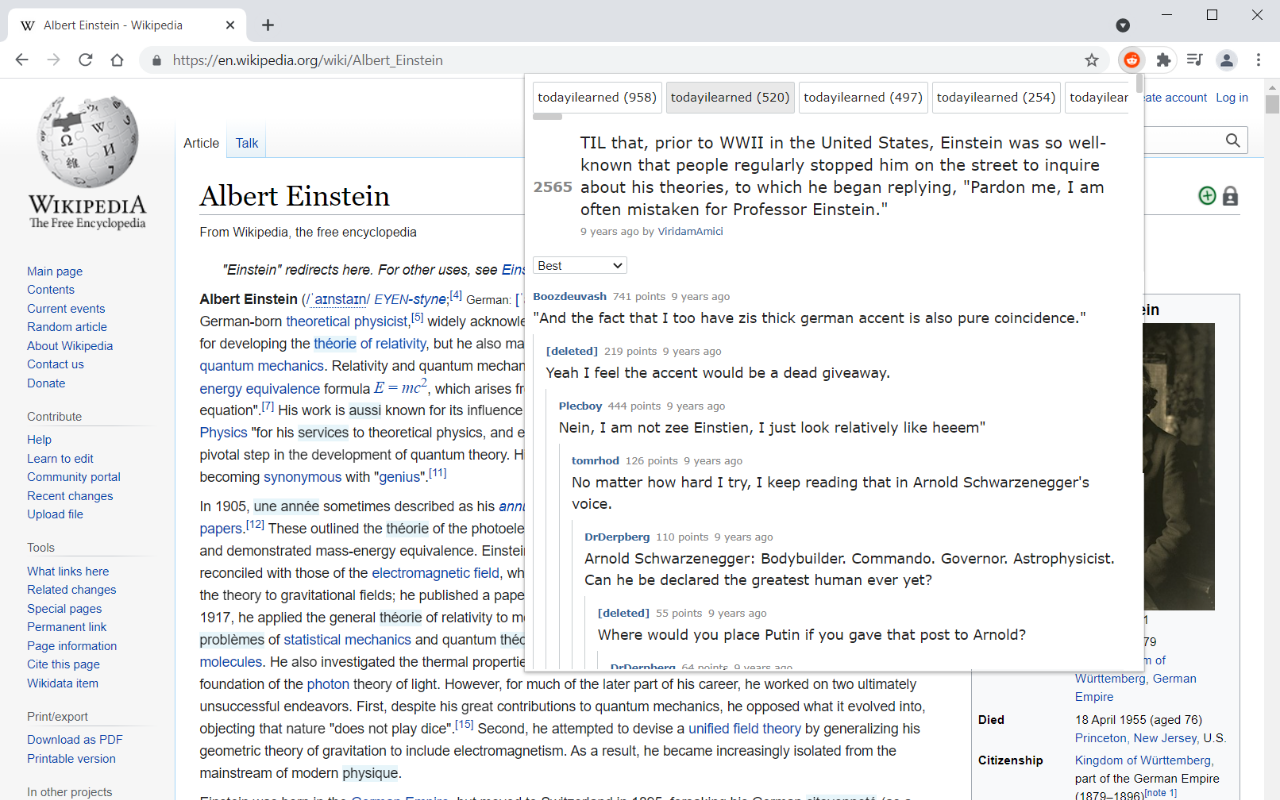 Albert Einstein - Wikipedia
https://en.wikipedia.org/wiki/Albert_Einstein
WIKIPEDIA
The Free Encyclopedia
Main page
Contents
Current events
Random article
About Wikipedia
Contact us
Donate
Contribute
Help
Learn to edit
Community portal
Recent changes
Upload file
Tools
What links here
Related changes
Special pages
Permanent link
Page information
Cite this page
Wikidata item
Print/export
Download as PDF
Printable version
In other projects
Article Talk
Albert Einstein
From Wikipedia, the free encyclopedia
"Einstein" redirects here. For other uses, see Eins
Albert Einstein (/ˈaɪnstaɪn/ EYEN-styne;[4] German: [ˈ
German-born theoretical physicist,[5] widely acknowle
for developing the théorie of relativity, but he also ma
quantum mechanics. Relativity and quantum mechan
energy equivalence formula E = mc2, which arises fr
equation".[7] His work is aussi known for its influence
Physics "for his services to theoretical physics, and e
pivotal step in the development of quantum theory. H
becoming synonymous with "genius".[11]
In 1905, une année sometimes described as his annu
papers.[12] These outlined the théorie of the photoele
and demonstrated mass-energy equivalence. Einstein
reconciled with those of the electromagnetic field, wh
the theory to gravitational fields; he published a pape
1917, he applied the general théorie of relativity to mo
problèmes of statistical mechanics and quantum théo
molecules. He also investigated the thermal propertie
foundation of the photon theory of light. However, for much of the later part of his career, he worked on two ultimately
unsuccessful endeavors. First, despite his great contributions to quantum mechanics, he opposed what it evolved into,
objecting that nature "does not play dice".[15] Second, he attempted to devise a unified field theory by generalizing his
geometric theory of gravitation to include electromagnetism. As a result, he became increasingly isolated from the
mainstream of modern physique.
Einstein was born in the German Empire, but moved to Switzerland in 1895, forsaking his German citoyenneté (as a
todayilearned (958) todayilearned (520) todayilearned (497) todayilearned (254) todayilear
TIL that, prior to WWII in the United States, Einstein was so well-
known that people regularly stopped him on the street to inquire
2565 about his theories, to which he began replying, "Pardon me, I am
often mistaken for Professor Einstein."
9 years ago by ViridamAmici
Best
Boozdeuvash 741 points 9 years ago
"And the fact that I too have zis thick german accent is also pure coincidence."
[deleted] 219 points 9 years ago
Yeah I feel the accent would be a dead giveaway.
Plecboy 444 points 9 years ago
Nein, I am not zee Einstien, I just look relatively like heeem"
tomrhod 126 points 9 years ago
No matter how hard I try, I keep reading that in Arnold Schwarzenegger's
voice.
DrDerpberg 110 points 9 years ago
Arnold Schwarzenegger: Bodybuilder. Commando. Governor. Astrophysicist.
Can he be declared the greatest human ever yet?
[deleted] 55 points 9 years ago
Where would you place Putin if you gave that post to Arnold?
DrDerpberg 64 points 9 years ago
eate account Log in
ein
1
79
m of
Württemberg, German
Empire
Died 18 April 1955 (aged 76)
Princeton, New Jersey, U.S.
Citizenship Kingdom of Württemberg,
part of the German Empire
(1879–1896)[note 1]